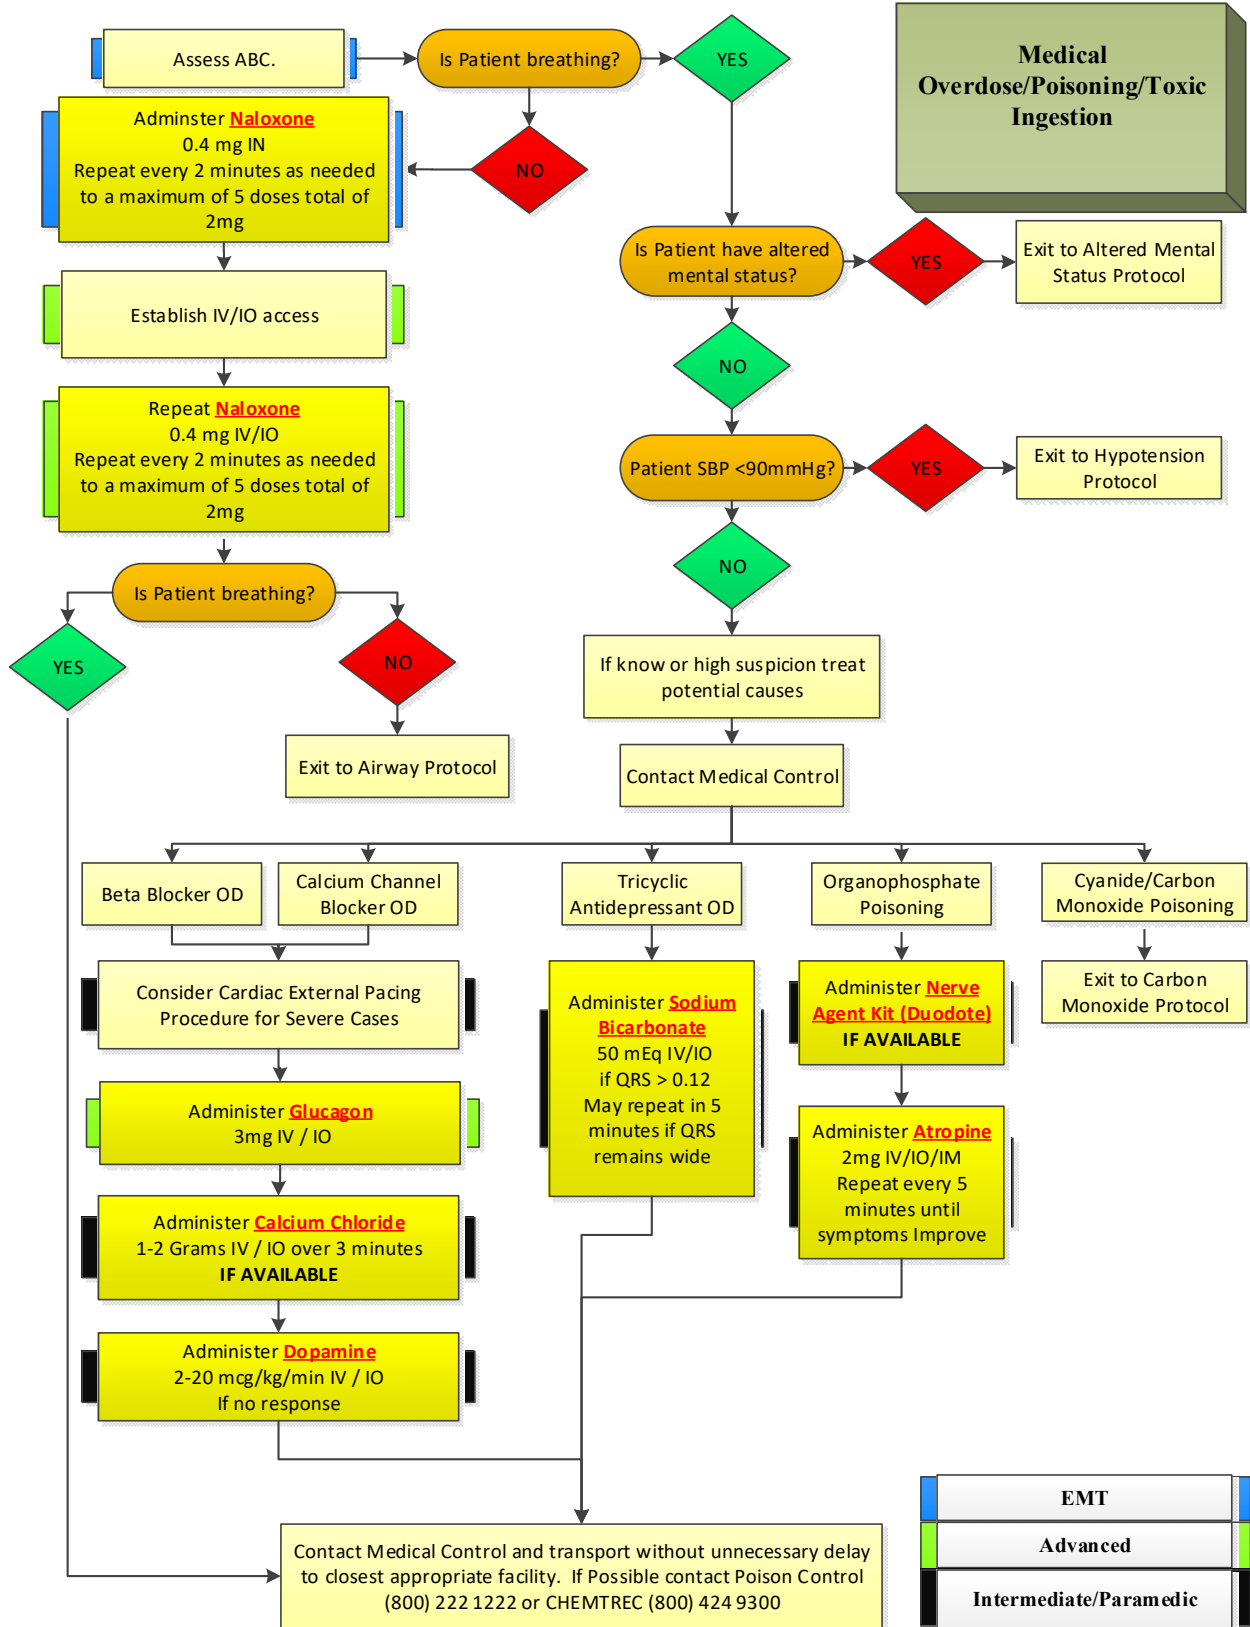 Medical
Overdose/Poisoning/Toxic
Ingestion
Assess ABC.
Is Patient breathing?
YES
NO
Adminster Naloxone
0.4 mg IN
Repeat every 2 minutes as needed
to a maximum of 5 doses total of
2mg
Establish IV/IO access
Repeat Naloxone
0.4 mg IV/IO
Repeat every 2 minutes as needed
to a maximum of 5 doses total of
2mg
Is Patient breathing?
YES
NO
Exit to Airway Protocol
Is Patient have altered
mental status?
YES
Exit to Altered Mental
Status Protocol
NO
Patient SBP <90mmHg?
YES
Exit to Hypotension
Protocol
NO
If know or high suspicion treat
potential causes
Contact Medical Control
Beta Blocker OD
Calcium Channel
Blocker OD
Tricyclic
Antidepressant OD
Organophosphate
Poisoning
Cyanide/Carbon
Monoxide Poisoning
Consider Cardiac External Pacing
Procedure for Severe Cases
Administer Glucagon
3mg IV / IO
Administer Calcium Chloride
1-2 Grams IV / IO over 3 minutes
IF AVAILABLE
Administer Dopamine
2-20 mcg/kg/min IV / IO
If no response
Administer Sodium
Bicarbonate
50 mEq IV/IO
if QRS > 0.12
May repeat in 5
minutes if QRS
remains wide
Administer Nerve
Agent Kit (Duodote)
IF AVAILABLE
Administer Atropine
2mg IV/IO/IM
Repeat every 5
minutes until
symptoms Improve
Exit to Carbon
Monoxide Protocol
Contact Medical Control and transport without unnecessary delay
to closest appropriate facility. If Possible contact Poison Control
(800) 222 1222 or CHEMTREC (800) 424 9300
EMT
Advanced
Intermediate/Paramedic